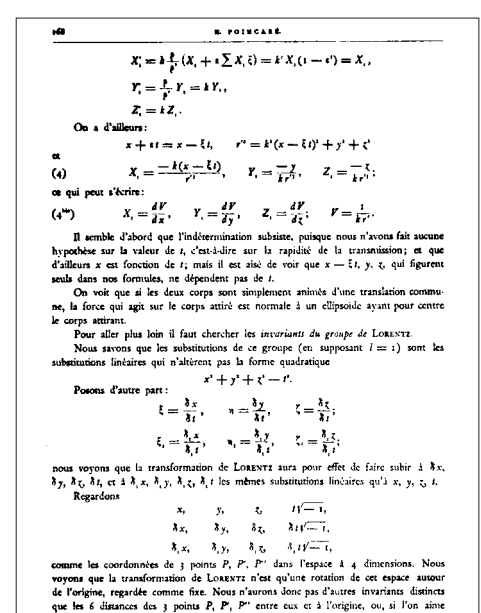 168 H. POINCARÉ.
X'₁ = k ρ/ρ' (X₁ + ε ∑ X₁ ξ) = k² X₁ (1 − ε²) = X₁,
Y'₁ = ρ/ρ' Y₁ = k Y₁,
Z'₁ = k Z₁.
On a d'ailleurs:
x + εt = x − ξt, r'² = k²(x − ξt)² + y² + z²
et
(4) X₁ = −k(x − ξt)/r'³, Y₁ = −y/kr'³, Z₁ = −z/kr'³;
ce qui peut s'écrire:
(4bis) X₁ = dV/dx, Y₁ = dV/dy, Z₁ = dV/dz; V = 1/kr'.
Il semble d'abord que l'indétermination subsiste, puisque nous n'avons fait aucune
hypothèse sur la valeur de t, c'est-à-dire sur la rapidité de la transmission; et que
d'ailleurs x est fonction de t; mais il est aisé de voir que x − ξt, y, z, qui figurent
seuls dans nos formules, ne dépendent pas de t.
On voit que si les deux corps sont simplement animés d'une translation commu-
ne, la force qui agit sur le corps attiré est normale à un ellipsoïde ayant pour centre
le corps attirant.
Pour aller plus loin il faut chercher les invariants du groupe de LORENTZ.
Nous savons que les substitutions de ce groupe (en supposant l = 1) sont les
substitutions linéaires qui n'altèrent pas la forme quadratique
x² + y² + z² − t².
Posons d'autre part:
ξ = δx/δt, η = δy/δt, ζ = δz/δt;
ξ₁ = δ₁x/δ₁t, η₁ = δ₁y/δ₁t, ζ₁ = δ₁z/δ₁t;
nous voyons que la transformation de LORENTZ aura pour effet de faire subir à δx,
δy, δz, δt, et à δ₁x, δ₁y, δ₁z, δ₁t les mêmes substitutions linéaires qu'à x, y, z, t.
Regardons
x, y, z, t√−1,
δx, δy, δz, δt√−1,
δ₁x, δ₁y, δ₁z, δ₁t√−1,
comme les coordonnées de 3 points P, P', P'' dans l'espace à 4 dimensions. Nous
voyons que la transformation de LORENTZ n'est qu'une rotation de cet espace autour
de l'origine, regardée comme fixe. Nous n'aurons donc pas d'autres invariants distincts
que les 6 distances des 3 points P, P', P'' entre eux et à l'origine, ou, si l'on aime